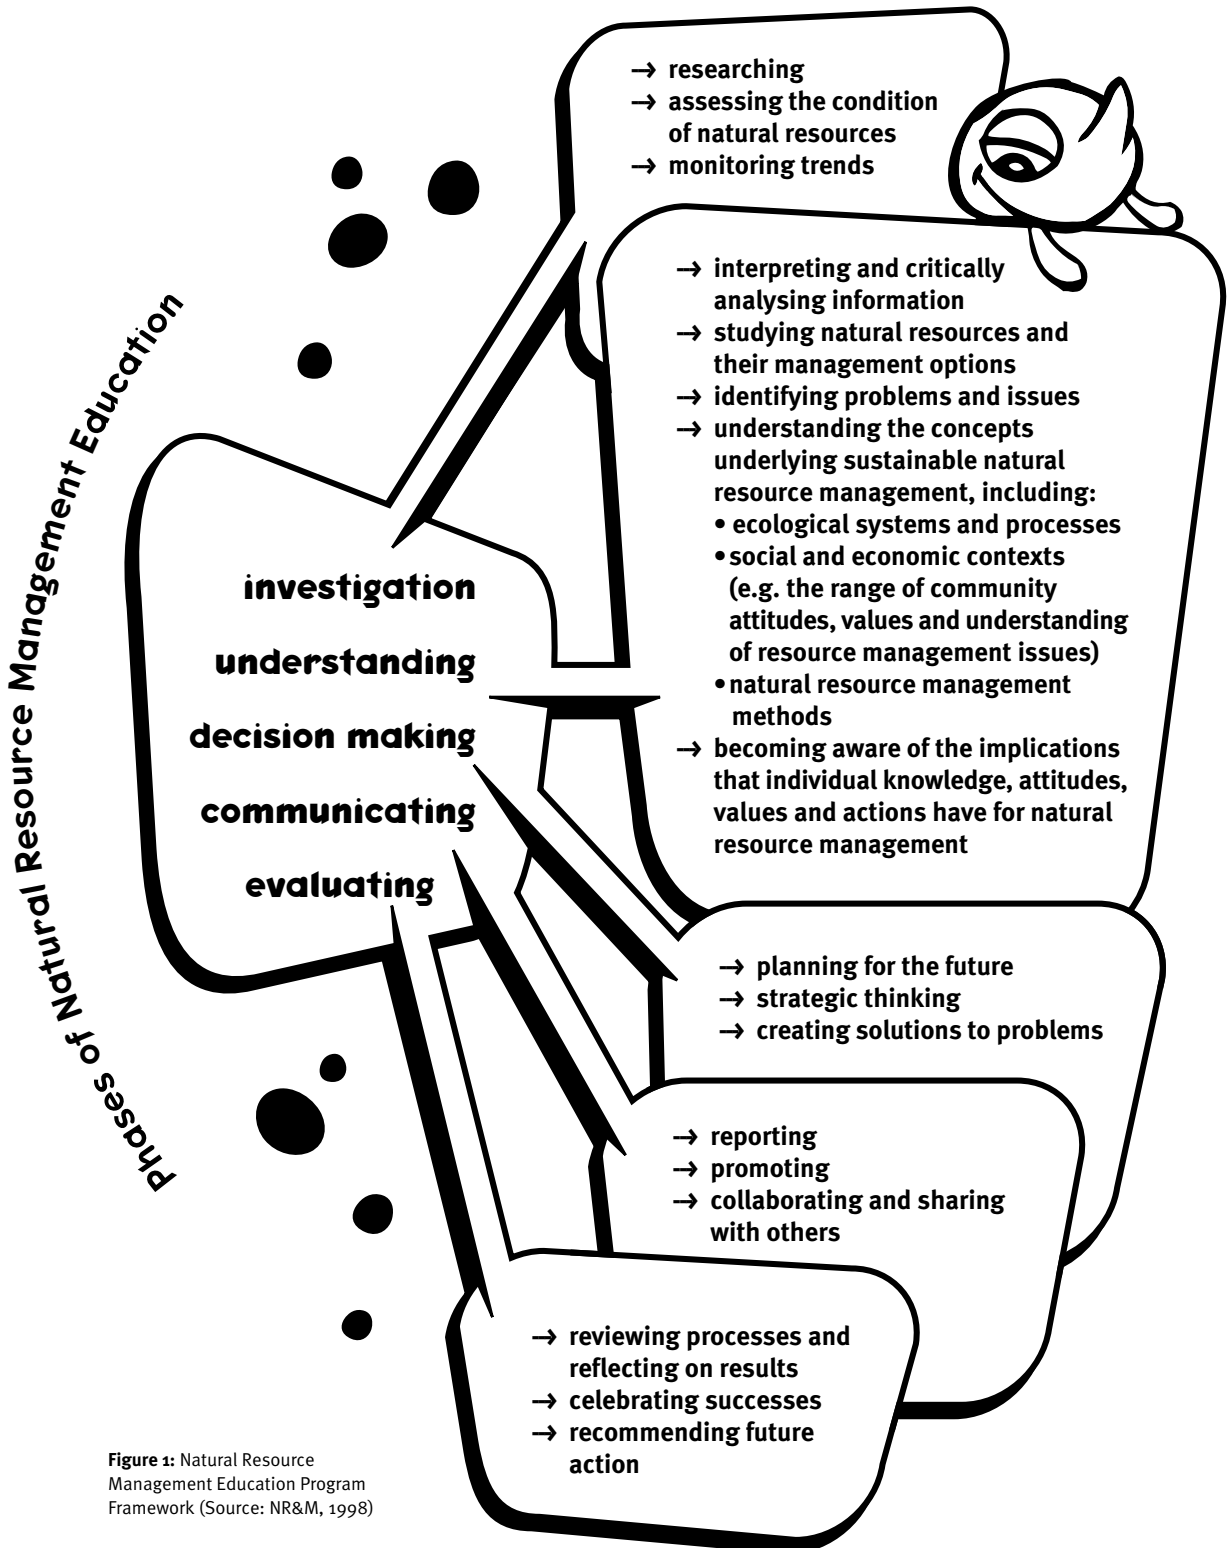 Phases of Natural Resource Management Education
investigation
understanding
decision making
communicating
evaluating
→ researching
→ assessing the condition
of natural resources
→ monitoring trends
→ interpreting and critically
analysing information
→ studying natural resources and
their management options
→ identifying problems and issues
→ understanding the concepts
underlying sustainable natural
resource management, including:
• ecological systems and processes
• social and economic contexts
(e.g. the range of community
attitudes, values and understanding
of resource management issues)
• natural resource management
methods
→ becoming aware of the implications
that individual knowledge, attitudes,
values and actions have for natural
resource management
→ planning for the future
→ strategic thinking
→ creating solutions to problems
→ reporting
→ promoting
→ collaborating and sharing
with others
→ reviewing processes and
reflecting on results
→ celebrating successes
→ recommending future
action
Figure 1: Natural Resource
Management Education Program
Framework (Source: NR&M, 1998)